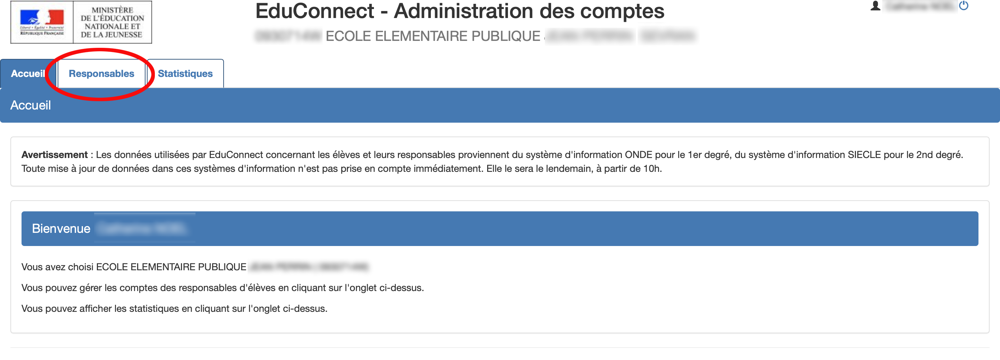 MINISTÈRE
DE L'ÉDUCATION
NATIONALE ET
DE LA JEUNESSE
Liberté • Égalité • Fraternité
RÉPUBLIQUE FRANÇAISE
EduConnect - Administration des comptes
ECOLE ELEMENTAIRE PUBLIQUE
Accueil
Responsables
Statistiques
Accueil
Avertissement : Les données utilisées par EduConnect concernant les élèves et leurs responsables proviennent du système d'information ONDE pour le 1er degré, du système d'information SIECLE pour le 2nd degré.
Toute mise à jour de données dans ces systèmes d'information n'est pas prise en compte immédiatement. Elle le sera le lendemain, à partir de 10h.
Bienvenue
Vous avez choisi ECOLE ELEMENTAIRE PUBLIQUE
Vous pouvez gérer les comptes des responsables d'élèves en cliquant sur l'onglet ci-dessus.
Vous pouvez afficher les statistiques en cliquant sur l'onglet ci-dessus.